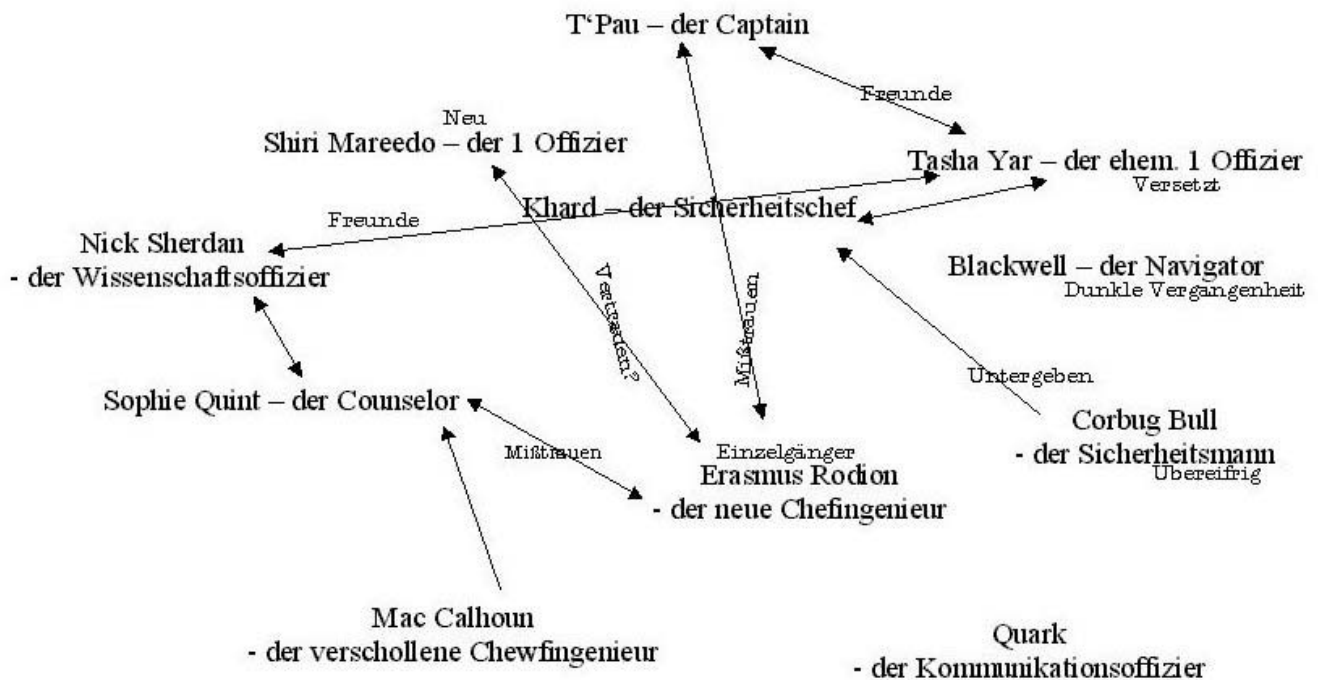 T'Pau – der Captain
Freunde
Neu
Shiri Mareedo – der 1 Offizier
Tasha Yar – der ehem. 1 Offizier
Versetzt
Khard – der Sicherheitschef
Freunde
Nick Sherdan
- der Wissenschaftsoffizier
Blackwell – der Navigator
Dunkle Vergangenheit
Vertrauen?
Mißtrauen
Untergeben
Sophie Quint – der Counselor
Corbug Bull
- der Sicherheitsmann
Übereifrig
Mißtrauen
Einzelgänger
Erasmus Rodion
- der neue Chefingenieur
Mac Calhoun
- der verschollene Chewfingenieur
Quark
- der Kommunikationsoffizier